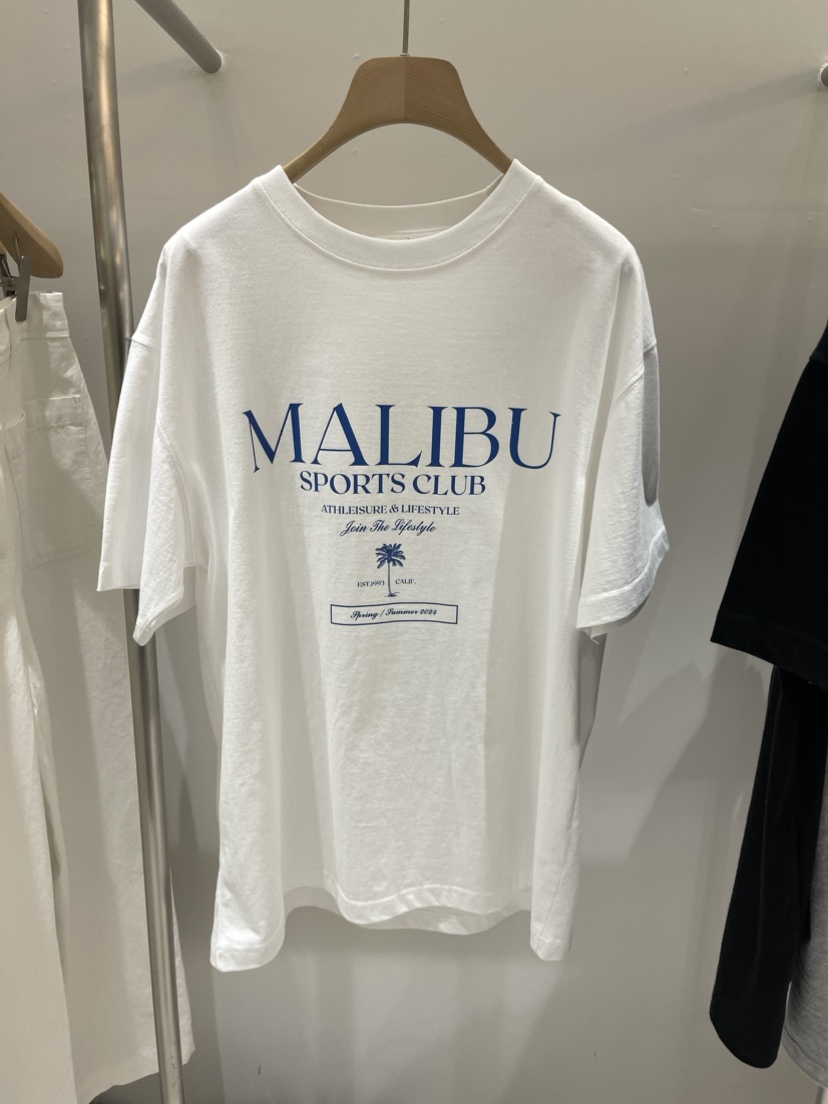 MALIBU
SPORTS CLUB
ATHLEISURE & LIFESTYLE
Join The Lifestyle
EST.1993 CALIF.
Spring / Summer 2024